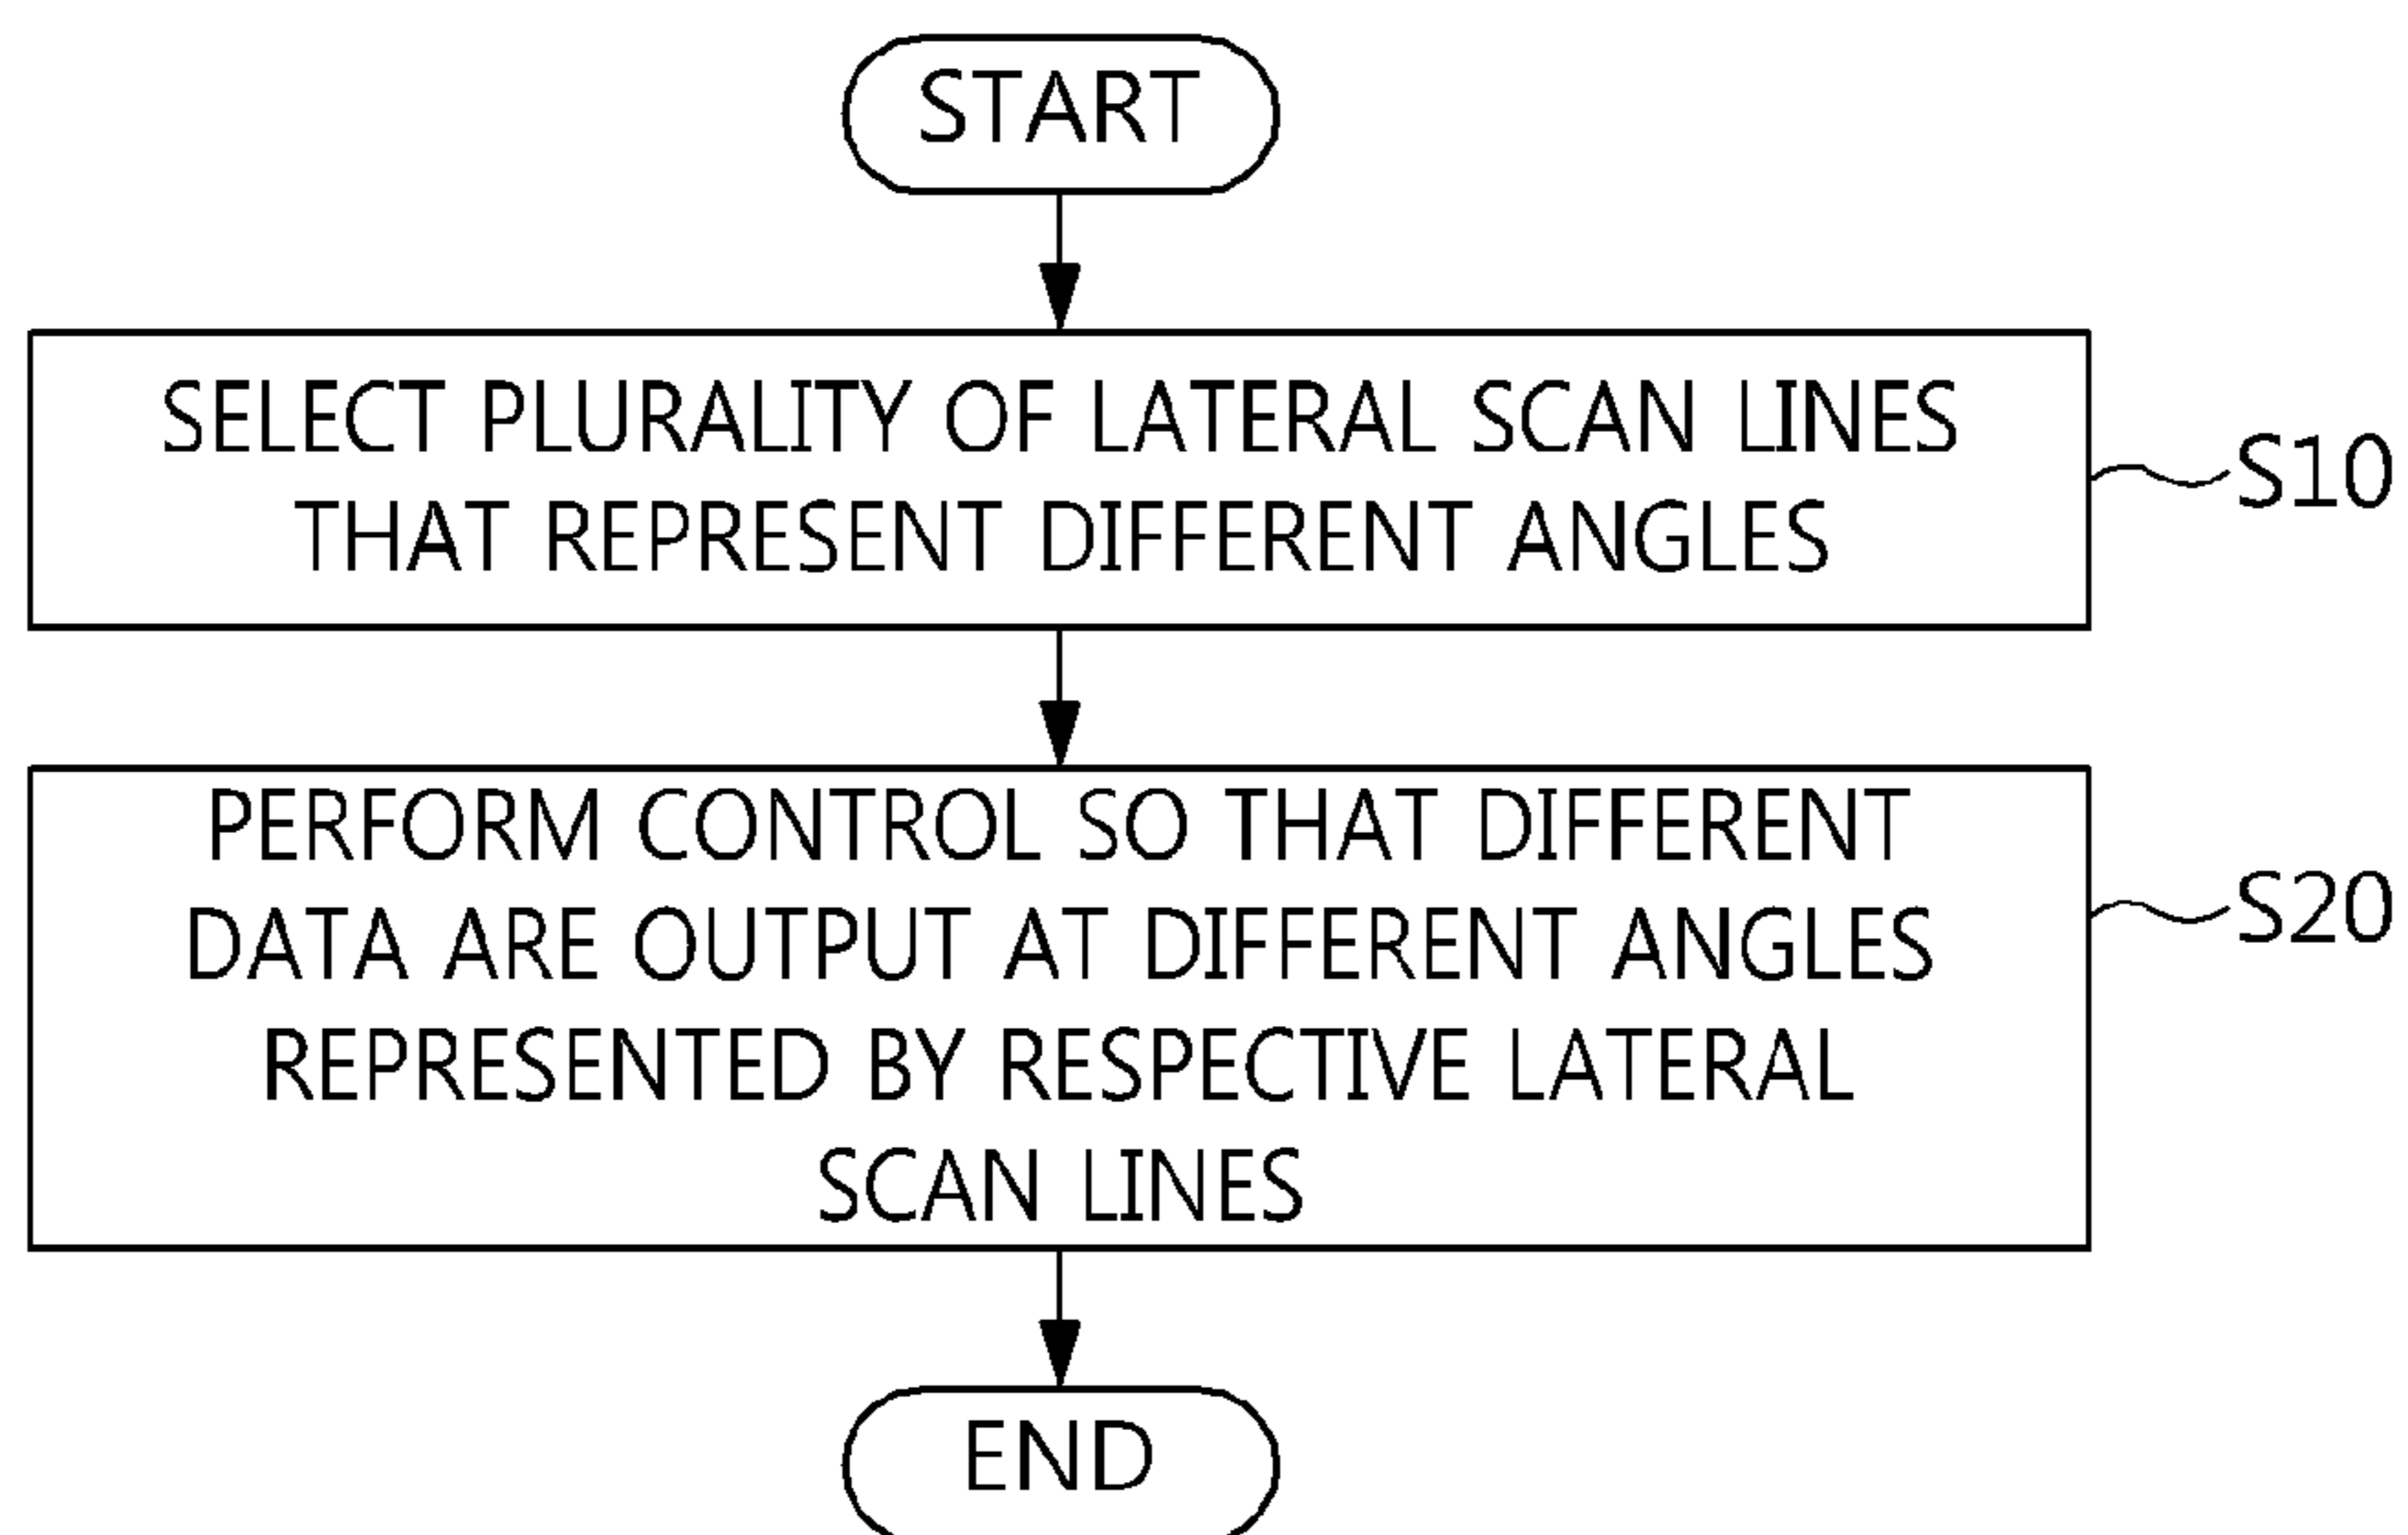 START
SELECT PLURALITY OF LATERAL SCAN LINES
THAT REPRESENT DIFFERENT ANGLES
S10
PERFORM CONTROL SO THAT DIFFERENT
DATA ARE OUTPUT AT DIFFERENT ANGLES
REPRESENTED BY RESPECTIVE LATERAL
SCAN LINES
S20
END